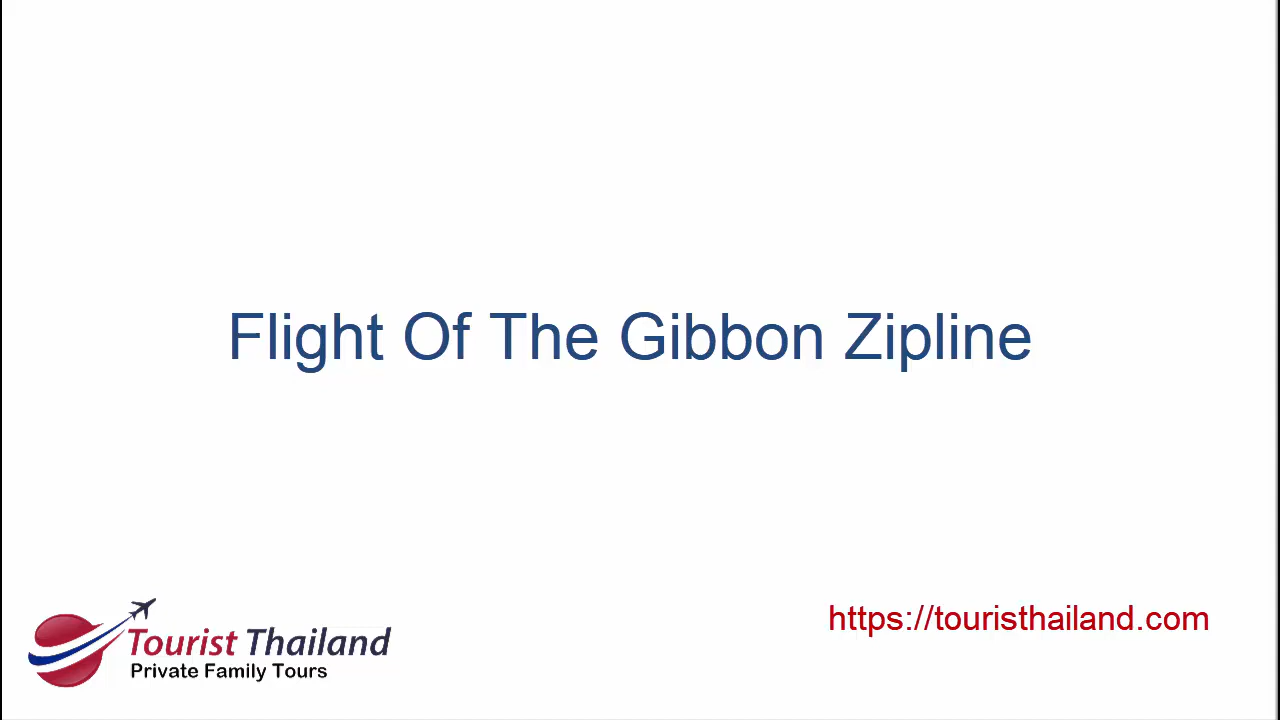 Flight Of The Gibbon Zipline
https://touristhailand.com
Tourist Thailand
Private Family Tours